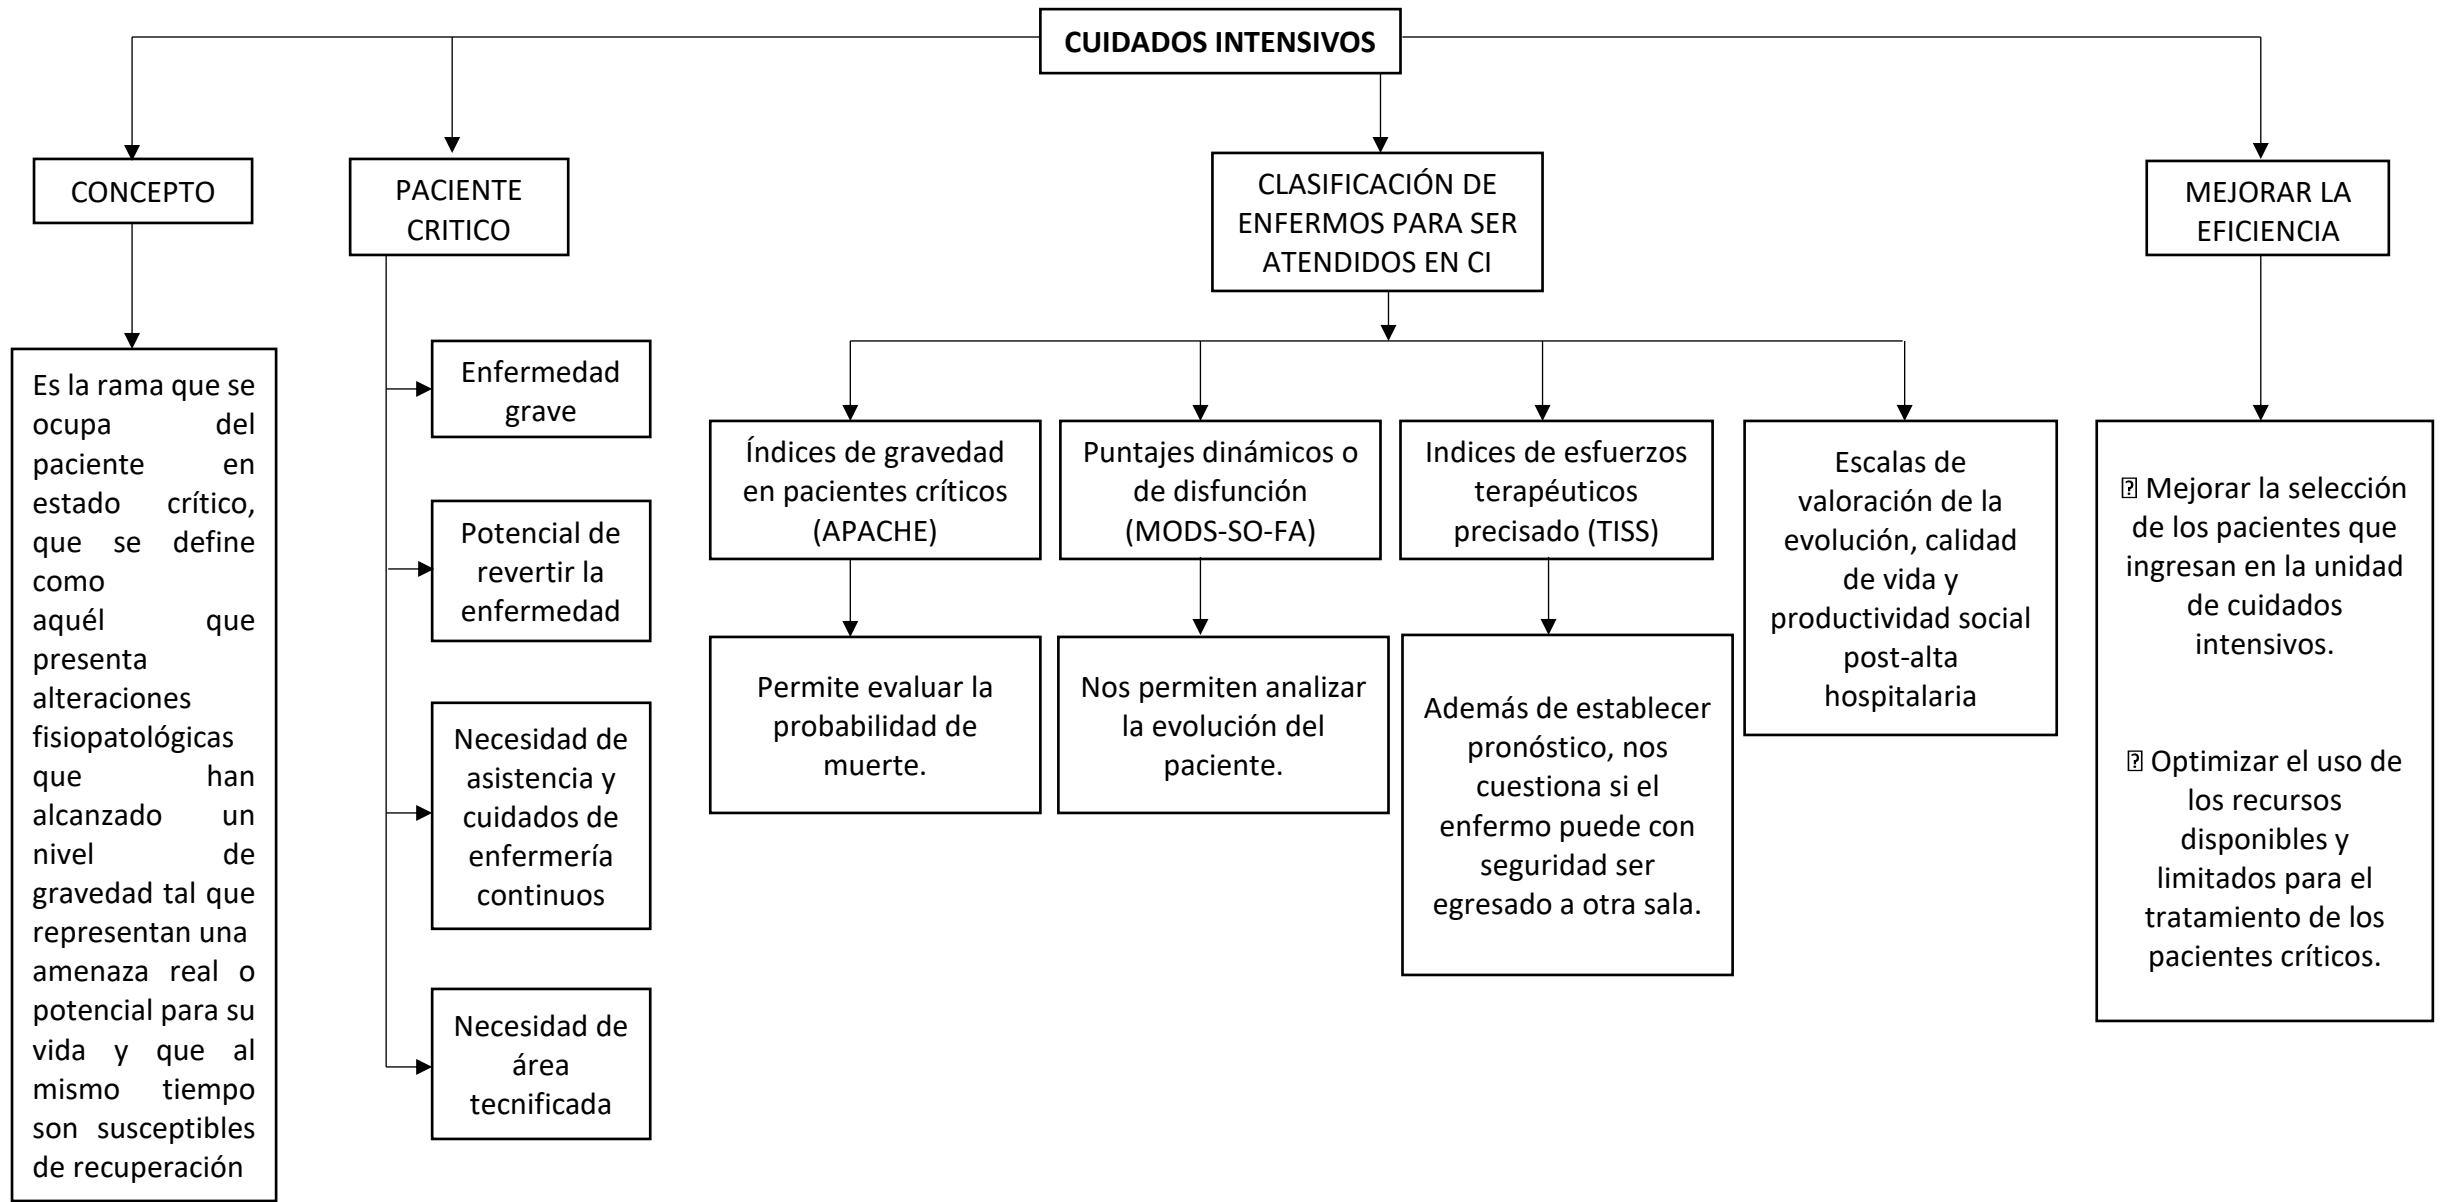 CUIDADOS INTENSIVOS
CONCEPTO
Es la rama que se
ocupa del
paciente en
estado crítico,
que se define
como
aquél que
presenta
alteraciones
fisiopatológicas
que han
alcanzado un
nivel de
gravedad tal que
representan una
amenaza real o
potencial para su
vida y que al
mismo tiempo
son susceptibles
de recuperación
PACIENTE
CRITICO
Enfermedad
grave
Potencial de
revertir la
enfermedad
Necesidad de
asistencia y
cuidados de
enfermería
continuos
Necesidad de
área
tecnificada
CLASIFICACIÓN DE
ENFERMOS PARA SER
ATENDIDOS EN CI
Índices de gravedad
en pacientes críticos
(APACHE)
Permite evaluar la
probabilidad de
muerte.
Puntajes dinámicos o
de disfunción
(MODS-SO-FA)
Nos permiten analizar
la evolución del
paciente.
Indices de esfuerzos
terapéuticos
precisado (TISS)
Además de establecer
pronóstico, nos
cuestiona si el
enfermo puede con
seguridad ser
egresado a otra sala.
Escalas de
valoración de la
evolución, calidad
de vida y
productividad social
post-alta
hospitalaria
MEJORAR LA
EFICIENCIA
⍰ Mejorar la selección
de los pacientes que
ingresan en la unidad
de cuidados
intensivos.
⍰ Optimizar el uso de
los recursos
disponibles y
limitados para el
tratamiento de los
pacientes críticos.